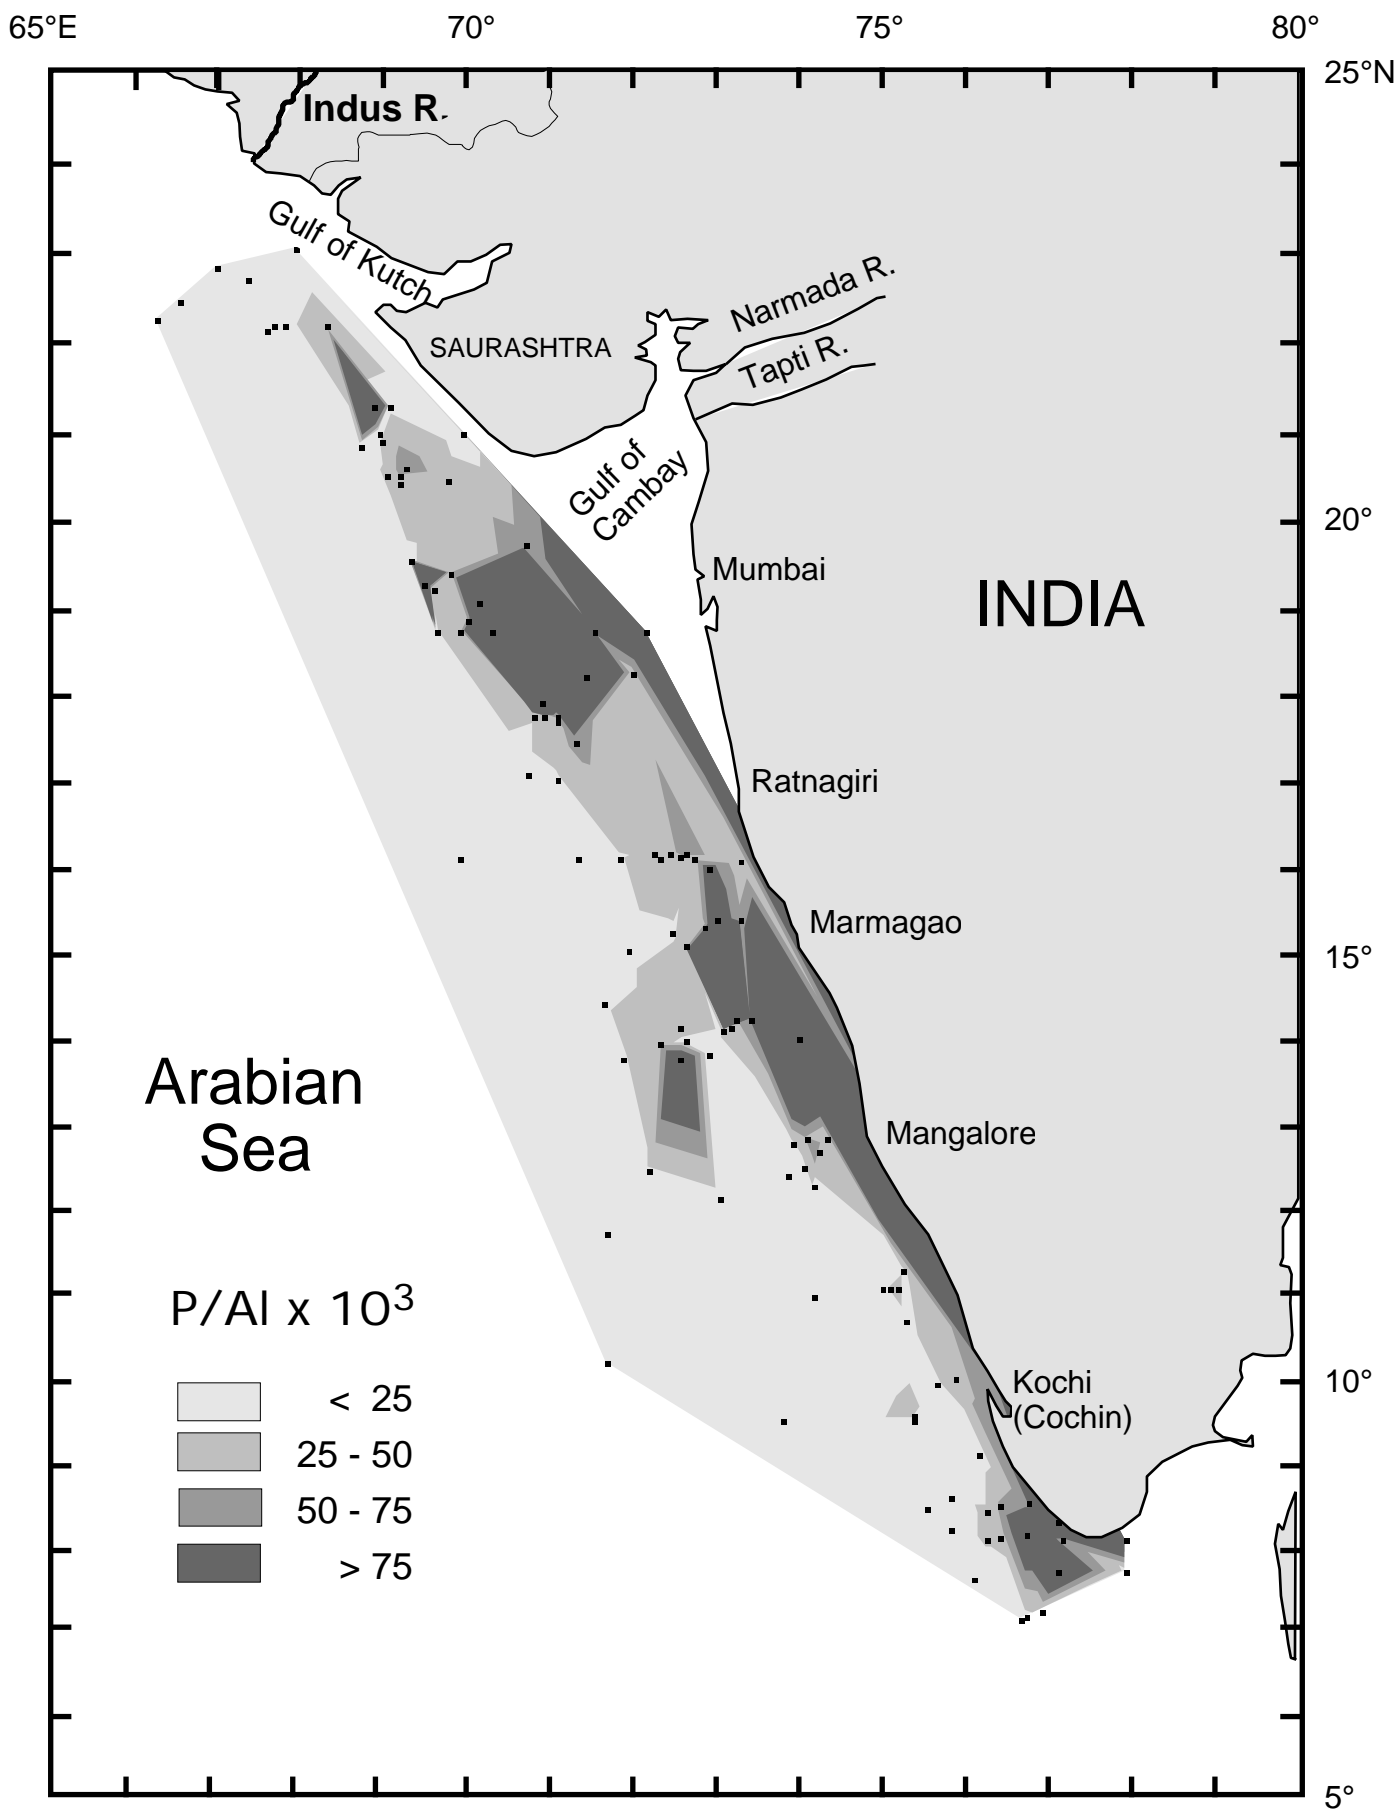 65°E 70° 75° 80°
25°N
Indus R.
Gulf of Kutch
Narmada R.
SAURASHTRA
Tapti R.
Gulf of
Cambay
20°
Mumbai
INDIA
Ratnagiri
Marmagao
15°
Arabian
Sea
Mangalore
P/Al x 10³
< 25
25 - 50
50 - 75
> 75
Kochi
(Cochin)
10°
5°